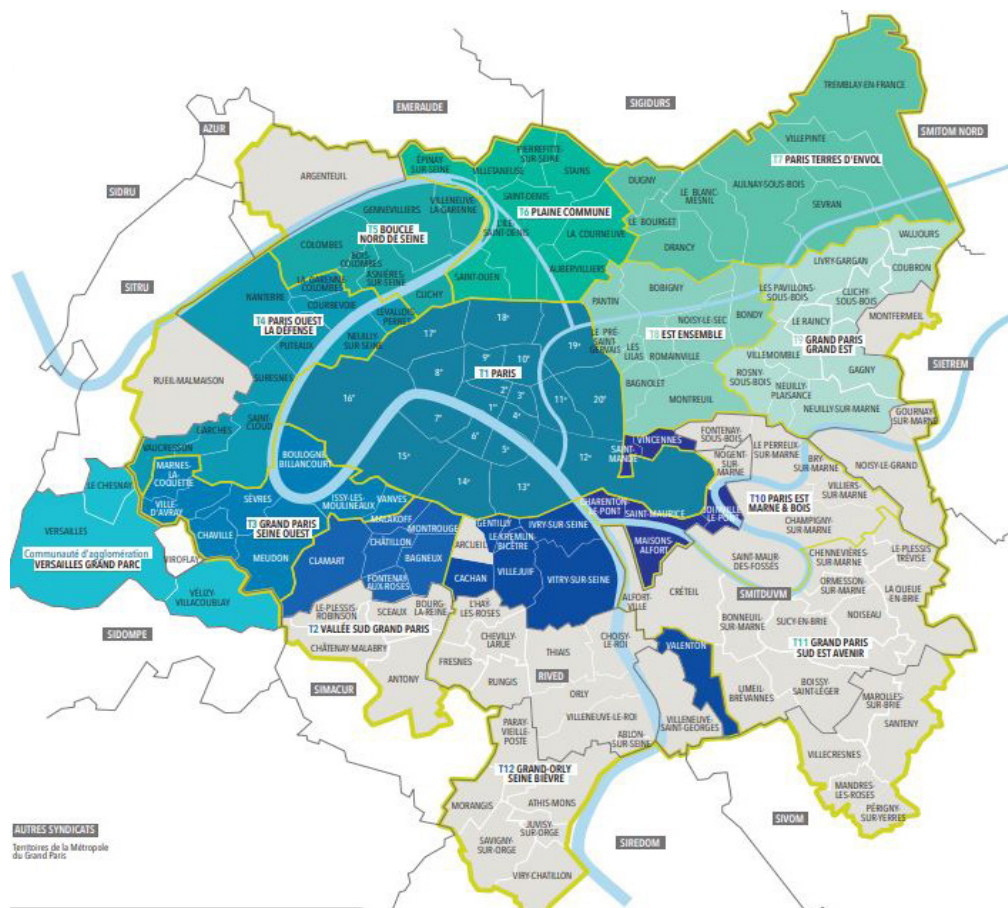 TREMBLAY-EN-FRANCE
EMERAUDE
SIGIDURS
AZUR
SMITOM NORD
VILLEPINTE
T7 PARIS TERRES D'ENVOL
PIERREFITTE-
SUR-SEINE
STAINS
ÉPINAY-
SUR-SEINE
VILLETANEUSE
ARGENTEUIL
SIDRU
DUGNY
LE BLANC-
MESNIL
AULNAY-SOUS-BOIS
SEVRAN
VILLENEUVE-
LA-GARENNE
GENNEVILLIERS
SAINT-DENIS
T6 PLAINE COMMUNE
L'ÎLE-
SAINT-DENIS
LE BOURGET
T5 BOUCLE
NORD DE SEINE
LA COURNEUVE
DRANCY
VAUJOURS
COLOMBES
BOIS-
COLOMBES
LIVRY-GARGAN
COUBRON
SITRU
LA GARENNE-
COLOMBES
ASNIÈRES-
SUR-SEINE
SAINT-OUEN
AUBERVILLIERS
BOBIGNY
LES PAVILLONS-
SOUS-BOIS
CLICHY-
SOUS-BOIS
NANTERRE
COURBEVOIE
CLICHY
PANTIN
BONDY
MONTFERMEIL
LEVALLOIS-
PERRET
18e
NOISY-LE-SEC
LE RAINCY
T4 PARIS OUEST
LA DÉFENSE
17e
T8 EST ENSEMBLE
T9 GRAND PARIS
GRAND EST
NEUILLY-
SUR-SEINE
PUTEAUX
19e
LE PRÉ-
SAINT-
GERVAIS
LES
LILAS
ROMAINVILLE
VILLEMOMBLE
GAGNY
SIETREM
9e
10e
T1 PARIS
8e
RUEIL-MALMAISON
SURESNES
2e
3e
ROSNY-
SOUS-BOIS
NEUILLY-
PLAISANCE
BAGNOLET
16e
1er
4e
11e
20e
MONTREUIL
NEUILLY-SUR-MARNE
SAINT-
CLOUD
7e
GOURNAY-
SUR-MARNE
GARCHES
6e
FONTENAY-
SOUS-BOIS
VAUCRESSON
BOULOGNE
BILLANCOURT
15e
5e
12e
SAINT-
MANDÉ
VINCENNES
LE PERREUX-
SUR-MARNE
NOGENT-
SUR-MARNE
BRY-
SUR-MARNE
NOISY-LE-GRAND
MARNES-
LA-COQUETTE
LE CHESNAY
14e
13e
VILLIERS-
SUR-MARNE
SÈVRES
ISSY-LES-
MOULINEAUX
VANVES
T10 PARIS EST
MARNE & BOIS
VILLE-
D'AVRAY
CHARENTON-
LE-PONT
SAINT-MAURICE
JOINVILLE-
LE-PONT
MALAKOFF
T3 GRAND PARIS
SEINE OUEST
MONTROUGE
GENTILLY
IVRY-SUR-SEINE
CHAMPIGNY-
SUR-MARNE
VERSAILLES
CHAVILLE
CHÂTILLON
LE KREMLIN-
BICÊTRE
MAISONS-
ALFORT
Communauté d'agglomération
VERSAILLES GRAND PARC
VIROFLAY
MEUDON
CLAMART
BAGNEUX
ARCUEIL
SAINT-MAUR-
DES-FOSSÉS
CHENNEVIÈRES-
SUR-MARNE
LE-PLESSIS
TRÉVISE
CACHAN
VILLEJUIF
VITRY-SUR-SEINE
VÉLIZY-
VILLACOUBLAY
FONTENAY-
AUX-ROSES
CRÉTEIL
ORMESSON-
SUR-MARNE
LA QUEUE-
EN-BRIE
SMITDUVM
ALFORT-
VILLE
LE-PLESSIS-
ROBINSON
SCEAUX
BOURG-
LA-REINE
L'HAŸ-
LES-ROSES
BONNEUIL-
SUR-MARNE
SUCY-EN-BRIE
NOISEAU
T2 VALLÉE SUD GRAND PARIS
SIDOMPE
CHEVILLY-
LARUE
CHOISY-
LE-ROI
T11 GRAND PARIS
SUD EST AVENIR
CHÂTENAY-MALABRY
THIAIS
VALENTON
FRESNES
RUNGIS
RIVED
ANTONY
SIMACUR
LIMEIL-
BRÉVANNES
BOISSY-
SAINT-LÉGER
MAROLLES-
SUR-BRIE
ORLY
PARAY-
VIEILLE-
POSTE
VILLENEUVE-LE-ROI
VILLENEUVE-
SAINT-GEORGES
SANTENY
ABLON-
SUR-SEINE
VILLECRESNES
T12 GRAND-ORLY
SEINE BIÈVRE
MANDRES-
LES-ROSES
MORANGIS
ATHIS-MONS
PÉRIGNY-
SUR-YERRES
JUVISY-
SUR-ORGE
SIVOM
AUTRES SYNDICATS
SAVIGNY-
SUR-ORGE
SIREDOM
Territoires de la Métropole
du Grand Paris
VIRY-CHATILLON